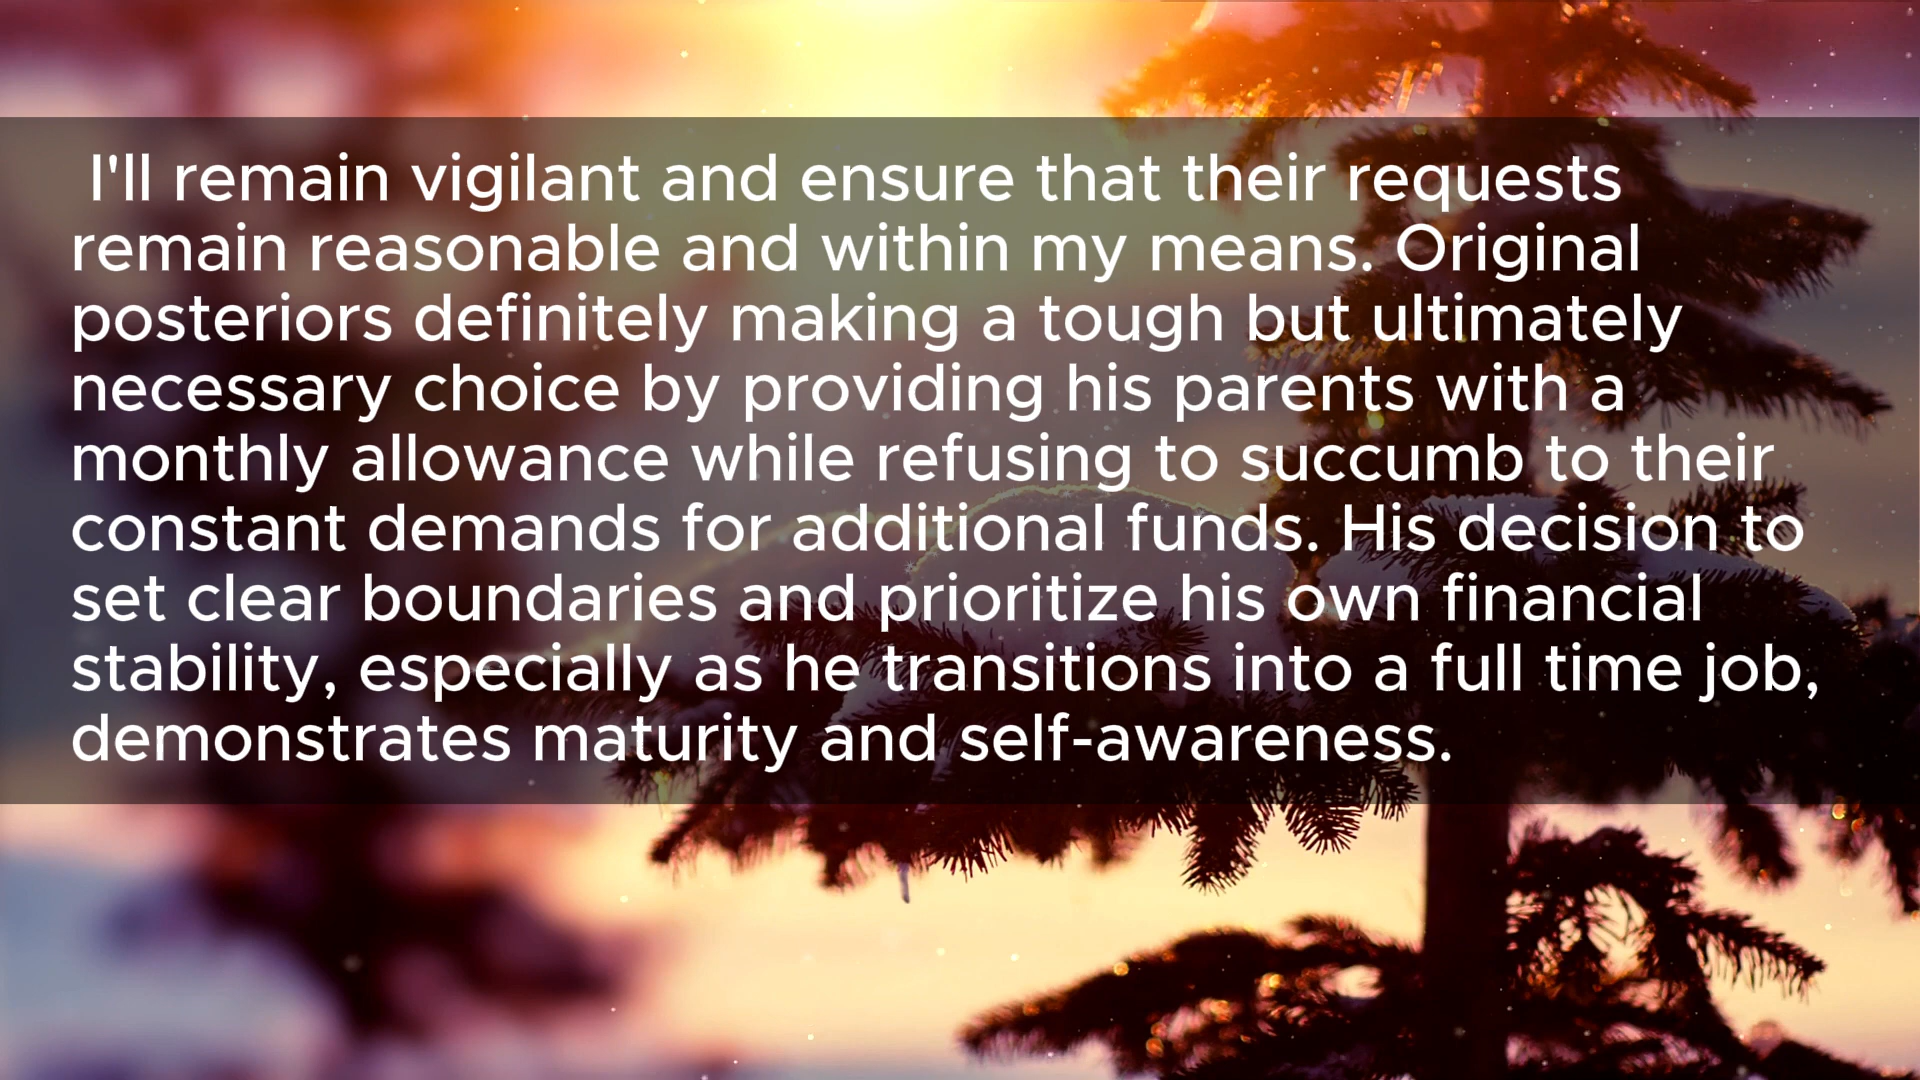 I'll remain vigilant and ensure that their requests
remain reasonable and within my means. Original
posteriors definitely making a tough but ultimately
necessary choice by providing his parents with a
monthly allowance while refusing to succumb to their
constant demands for additional funds. His decision to
set clear boundaries and prioritize his own financial
stability, especially as he transitions into a full time job,
demonstrates maturity and self-awareness.